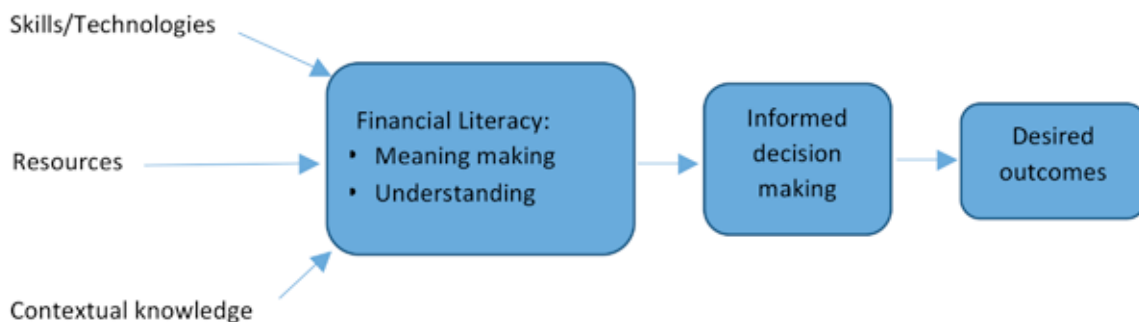 Skills/Technologies
Resources
Contextual knowledge
Financial Literacy:
• Meaning making
• Understanding
Informed
decision
making
Desired
outcomes